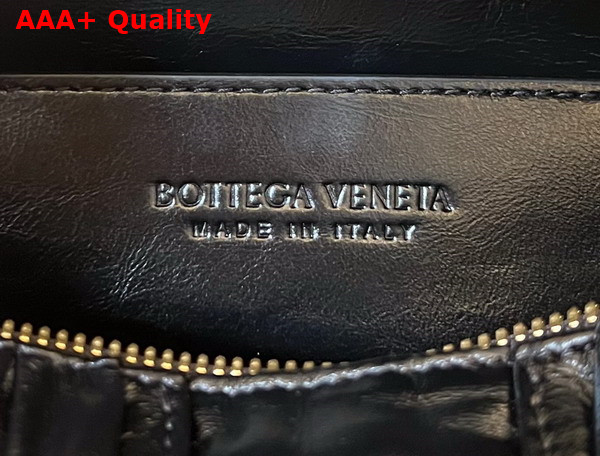 AAA+ Quality
BOTTEGA VENETA
MADE IN ITALY